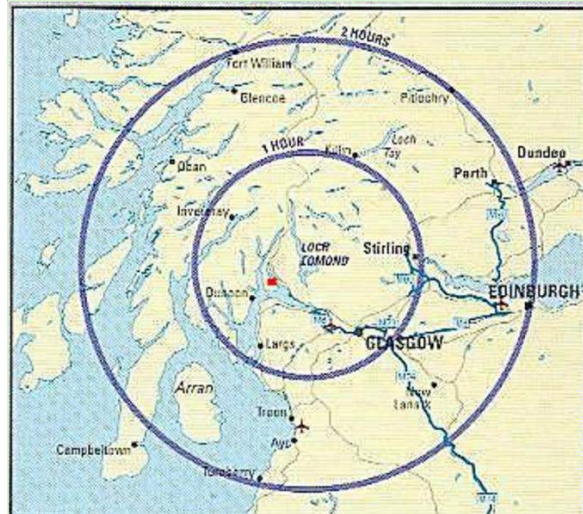 2 HOURS
Fort William
Glencoe
Pitlochry
1 HOUR
Killin
Loch
Tay
Dundee
Oban
Perth
Inveraray
LOCH
LOMOND
Stirling
Dunoon
EDINBURGH
GLASGOW
Largs
Arran
New
Lanark
Troon
Ayr
Campbeltown
Turnberry